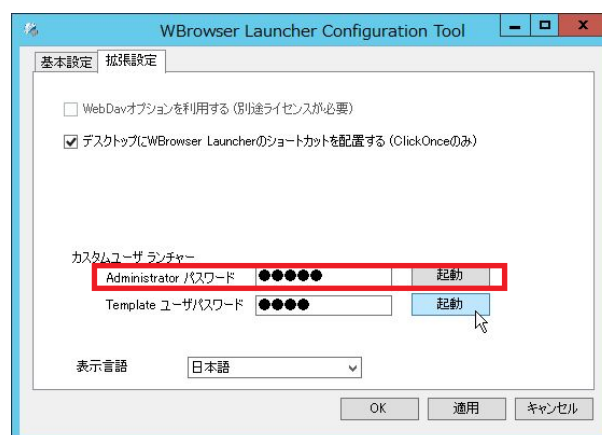 WBrowser Launcher Configuration Tool
基本設定 拡張設定
WebDavオプションを利用する (別途ライセンスが必要)
デスクトップにWBrowser Launcherのショートカットを配置する (ClickOnceのみ)
カスタムユーザ ランチャー
Administrator パスワード ●●●●● 起動
Template ユーザパスワード ●●●● 起動
表示言語 日本語
OK 適用 キャンセル